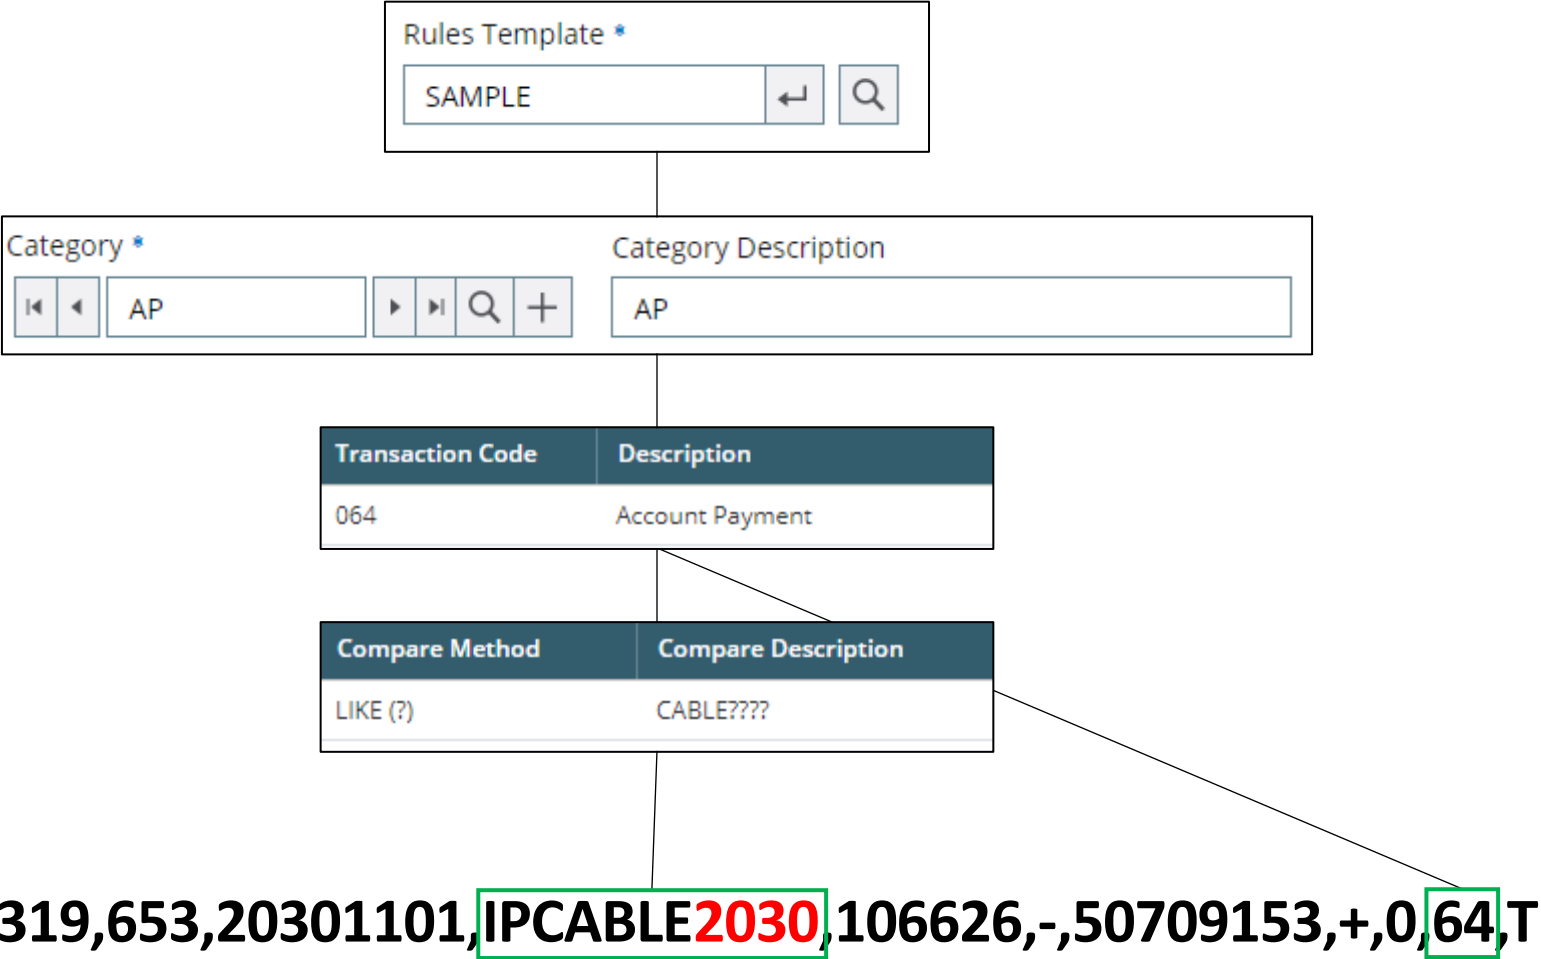 Rules Template *
SAMPLE
Category *
Category Description
AP
AP
Transaction Code
Description
064
Account Payment
Compare Method
Compare Description
LIKE (?)
CABLE????
319,653,20301101,IPCABLE2030,106626,-,50709153,+,0,64,T